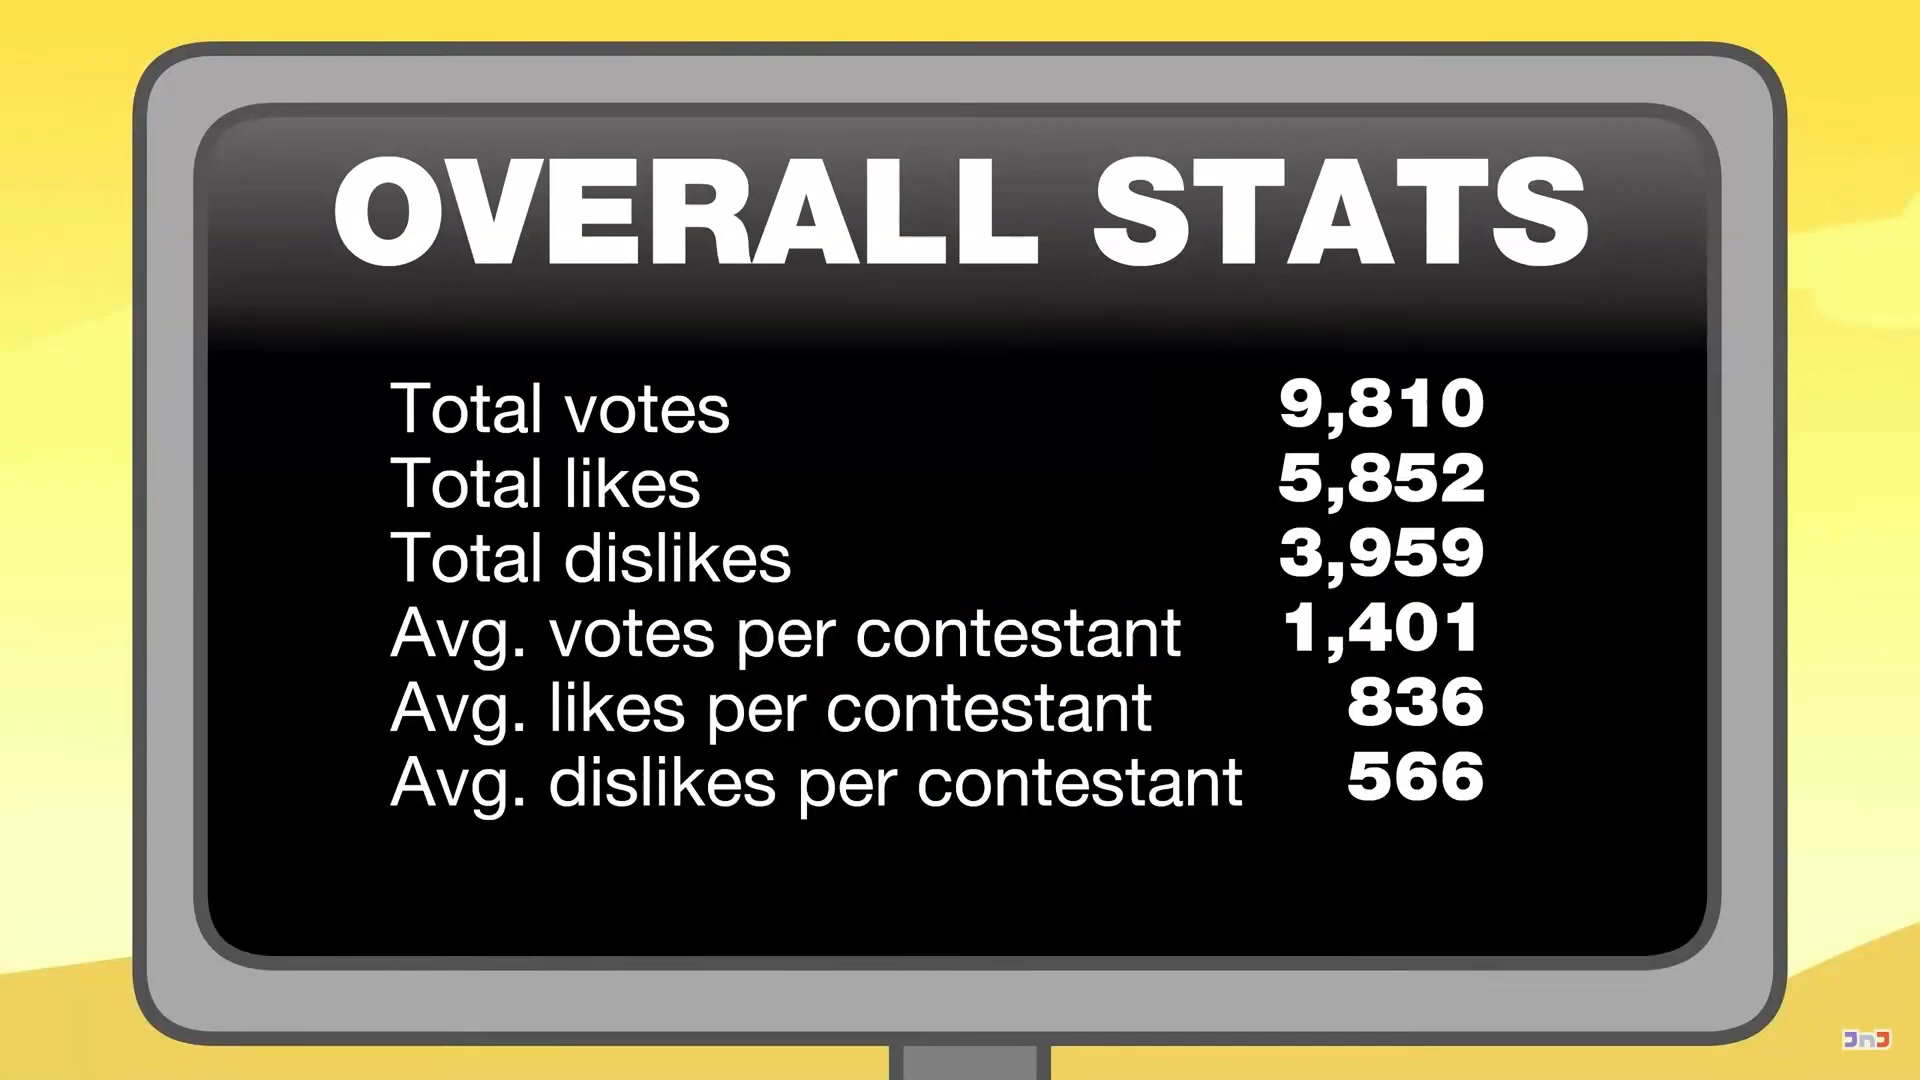 OVERALL STATS
Total votes 9,810
Total likes 5,852
Total dislikes 3,959
Avg. votes per contestant 1,401
Avg. likes per contestant 836
Avg. dislikes per contestant 566
JnJ